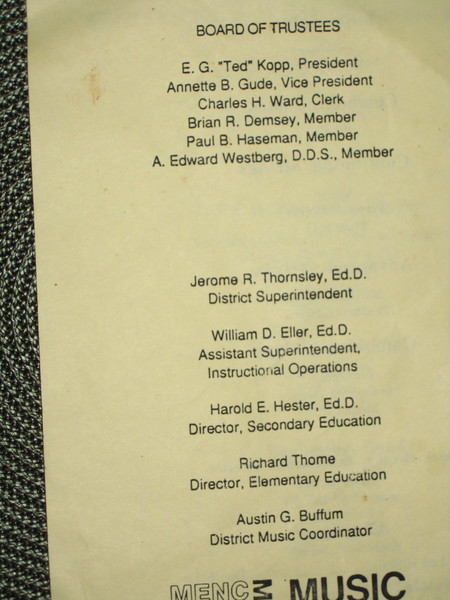 BOARD OF TRUSTEES
E. G. "Ted" Kopp, President
Annette B. Gude, Vice President
Charles H. Ward, Clerk
Brian R. Demsey, Member
Paul B. Haseman, Member
A. Edward Westberg, D.D.S., Member
Jerome R. Thornsley, Ed.D.
District Superintendent
William D. Eller, Ed.D.
Assistant Superintendent,
Instructional Operations
Harold E. Hester, Ed.D.
Director, Secondary Education
Richard Thome
Director, Elementary Education
Austin G. Buffum
District Music Coordinator
MENC MUSIC